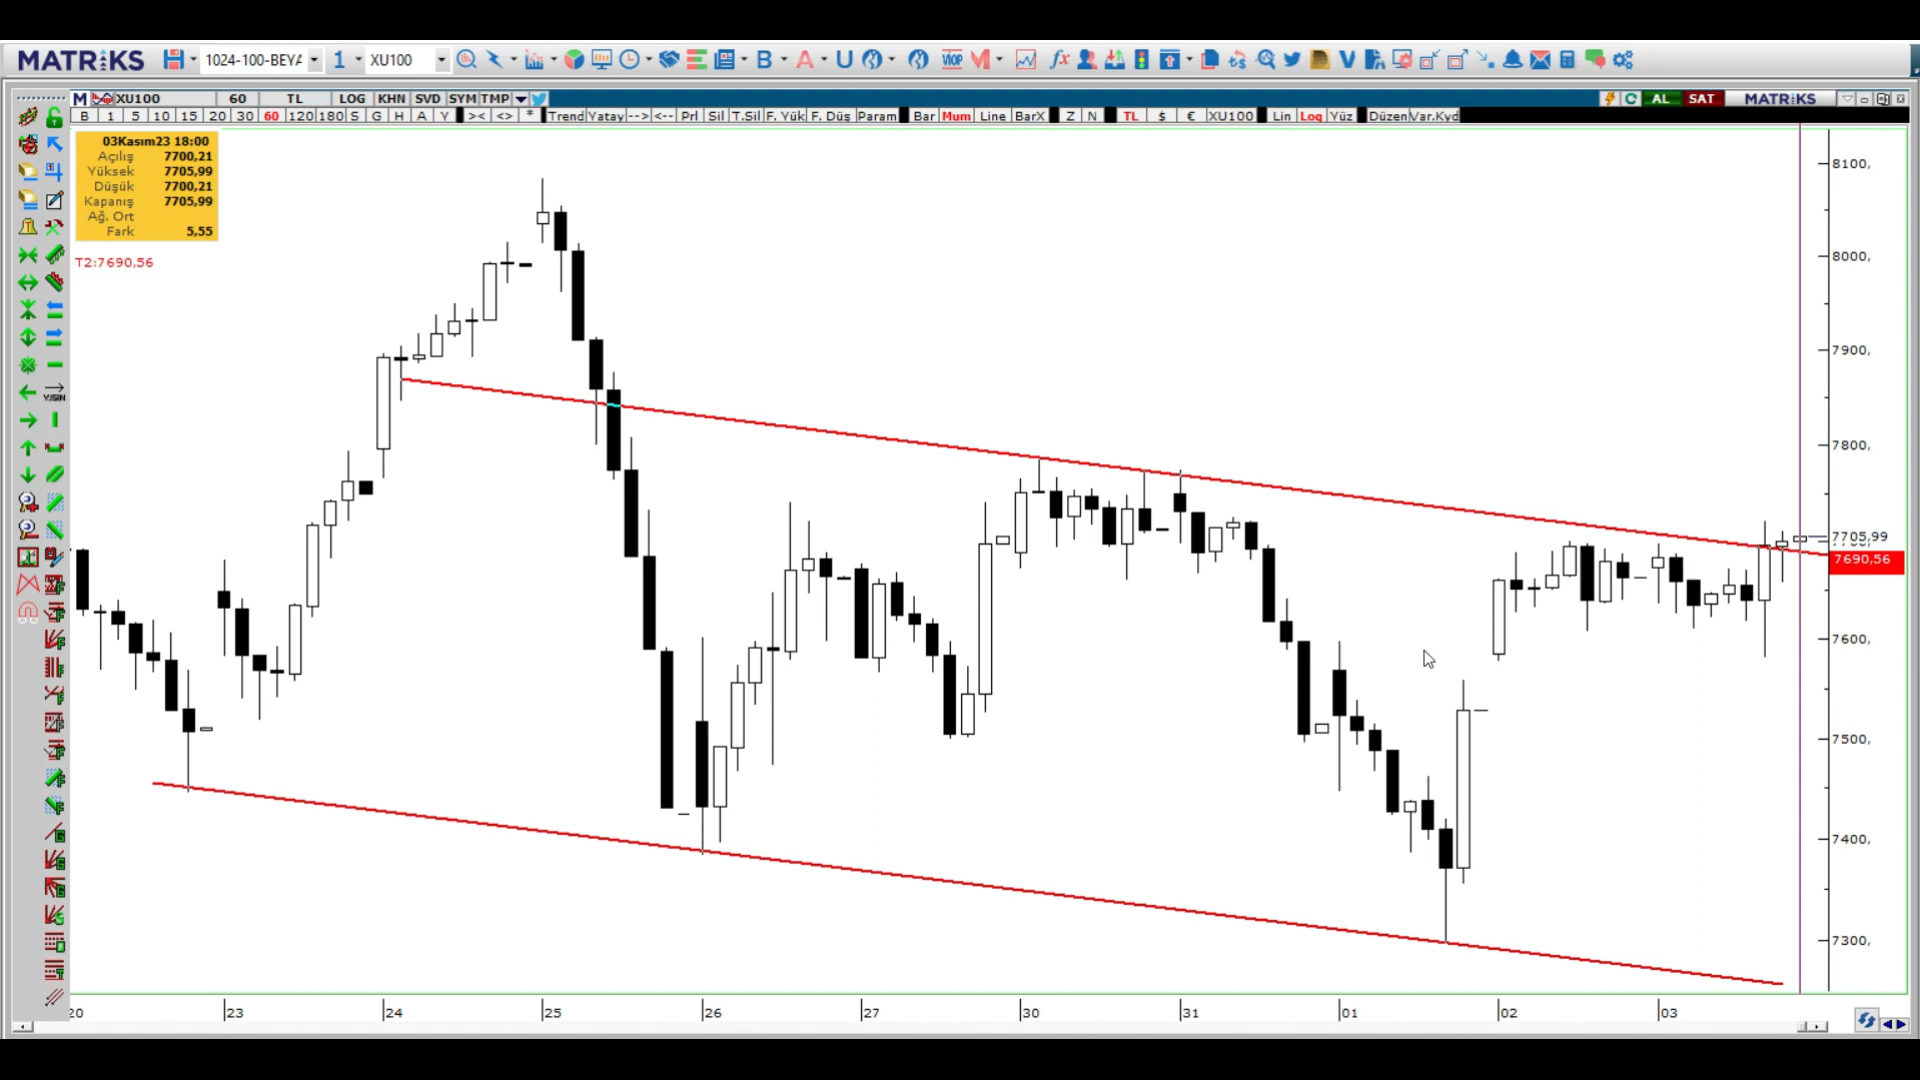 MATRiKS 1024-100-BEYA 1 XU100 B A U VIOP M fx V
M XU100 60 TL LOG KHN SVD SYM TMP AL SAT MATRiKS
B 1 5 10 15 20 30 60 120 180 S G H A Y >< <> * Trend Yatay --> <-- Prl Sil T.Sil F. Yük F. Düş Param Bar Mum Line BarX Z N TL $ € XU100 Lin Log Yüz Düzen Var.Kyd
03Kasım23 18:00
Açılış 7700,21
Yüksek 7705,99
Düşük 7700,21
Kapanış 7705,99
Ağ. Ort
Fark 5,55
T2:7690,56
8100,
8000,
7900,
7800,
7705,99
7690,56
7600,
7500,
7400,
7300,
20 23 24 25 26 27 30 31 01 02 03